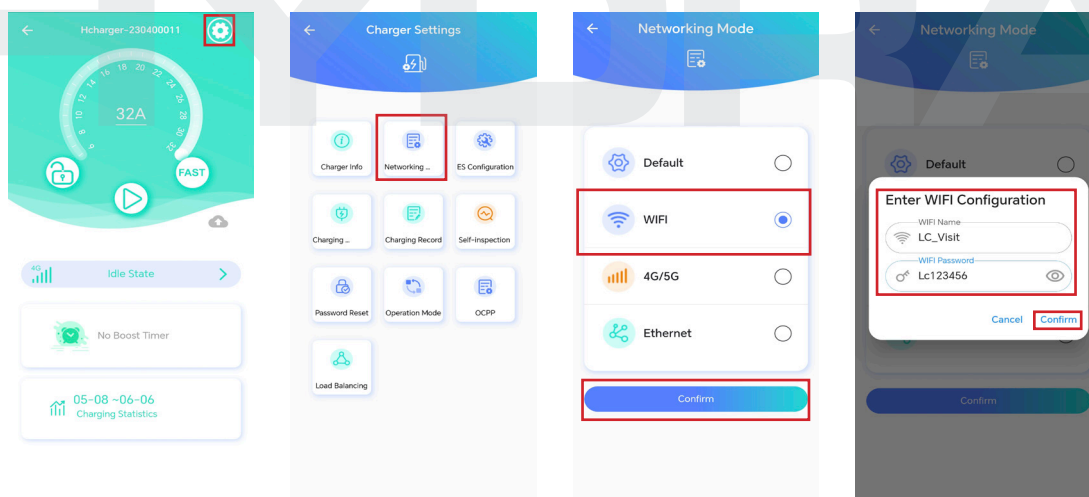 Hcharger-230400011
6 8 10 12 14 16 18 20 22 24 26 28 30 32
32A
FAST
4G
Idle State
No Boost Timer
05-08 ~06-06
Charging Statistics
Charger Settings
Charger Info
Networking ...
ES Configuration
Charging ...
Charging Record
Self-inspection
Password Reset
Operation Mode
OCPP
Load Balancing
Networking Mode
Default
WIFI
4G/5G
Ethernet
Confirm
Networking Mode
Default
Enter WIFI Configuration
WIFI Name
LC_Visit
WIFI Password
Lc123456
Cancel
Confirm
Confirm